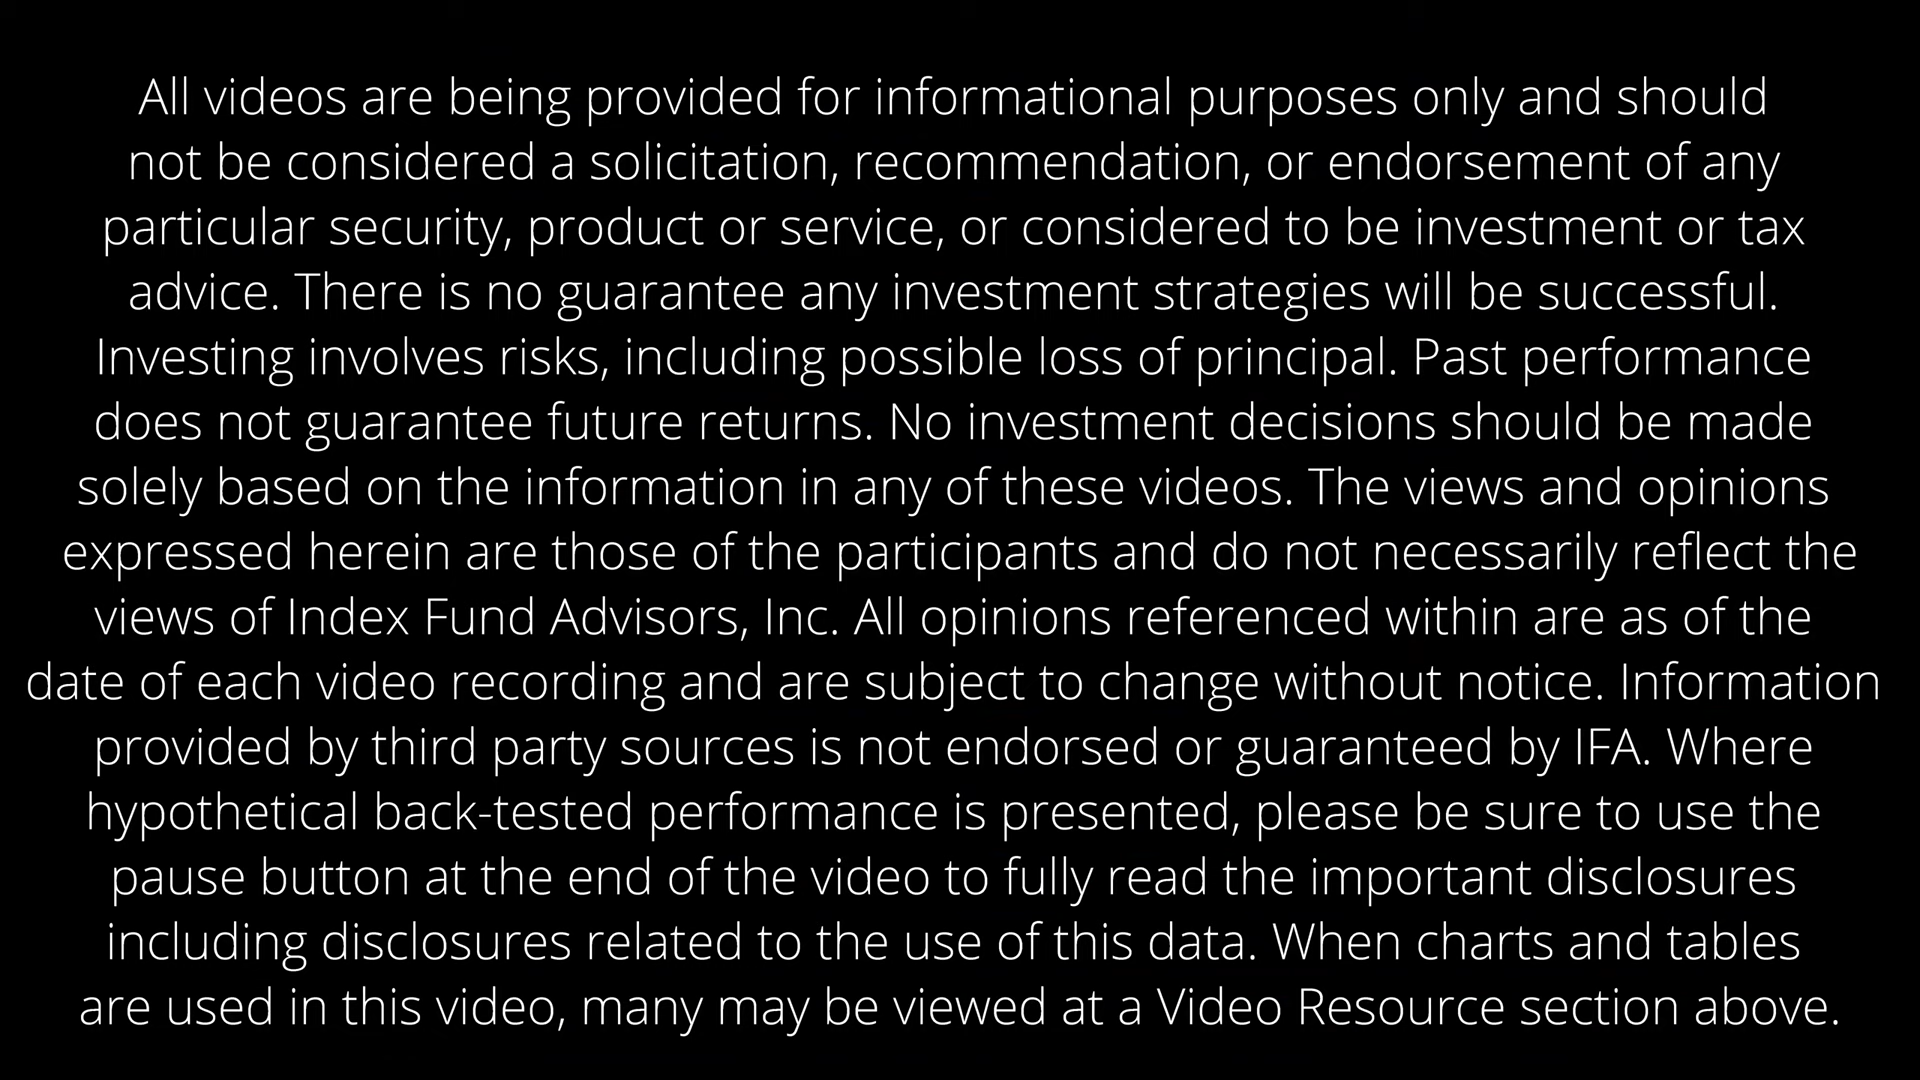 All videos are being provided for informational purposes only and should
not be considered a solicitation, recommendation, or endorsement of any
particular security, product or service, or considered to be investment or tax
advice. There is no guarantee any investment strategies will be successful.
Investing involves risks, including possible loss of principal. Past performance
does not guarantee future returns. No investment decisions should be made
solely based on the information in any of these videos. The views and opinions
expressed herein are those of the participants and do not necessarily reflect the
views of Index Fund Advisors, Inc. All opinions referenced within are as of the
date of each video recording and are subject to change without notice. Information
provided by third party sources is not endorsed or guaranteed by IFA. Where
hypothetical back-tested performance is presented, please be sure to use the
pause button at the end of the video to fully read the important disclosures
including disclosures related to the use of this data. When charts and tables
are used in this video, many may be viewed at a Video Resource section above.